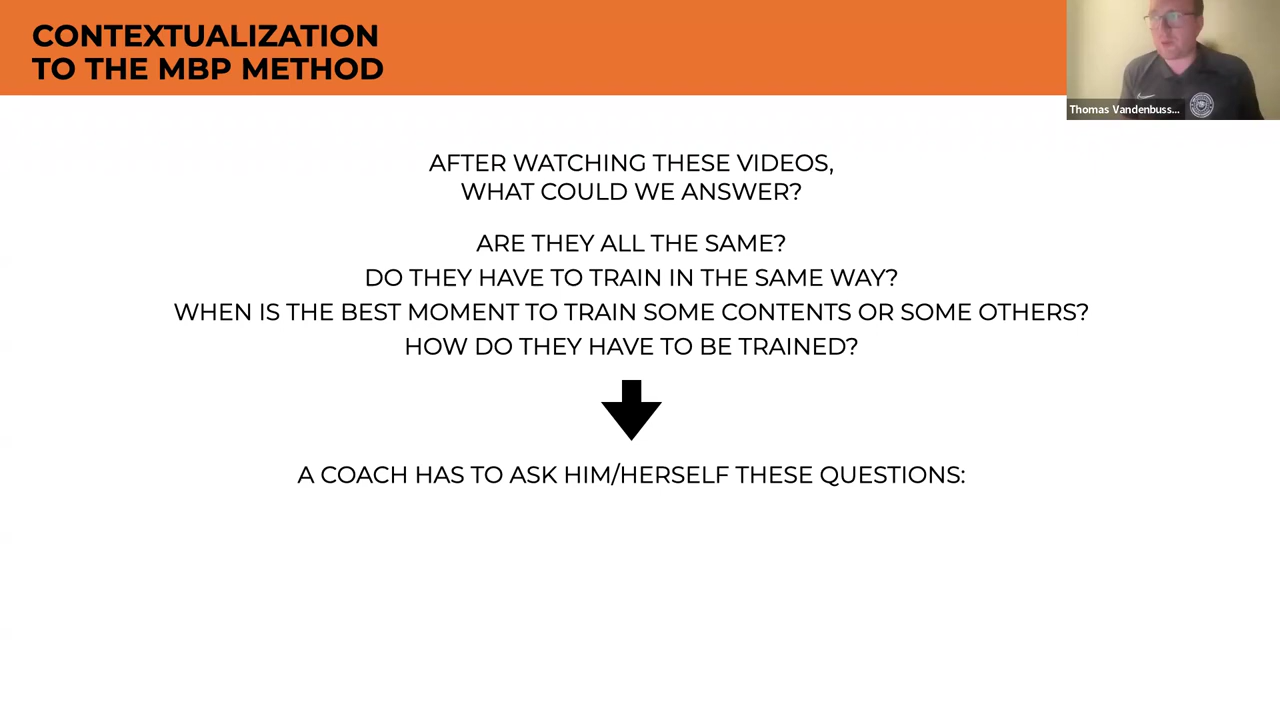 CONTEXTUALIZATION
TO THE MBP METHOD
Thomas Vandenbuss...
AFTER WATCHING THESE VIDEOS,
WHAT COULD WE ANSWER?
ARE THEY ALL THE SAME?
DO THEY HAVE TO TRAIN IN THE SAME WAY?
WHEN IS THE BEST MOMENT TO TRAIN SOME CONTENTS OR SOME OTHERS?
HOW DO THEY HAVE TO BE TRAINED?
A COACH HAS TO ASK HIM/HERSELF THESE QUESTIONS: